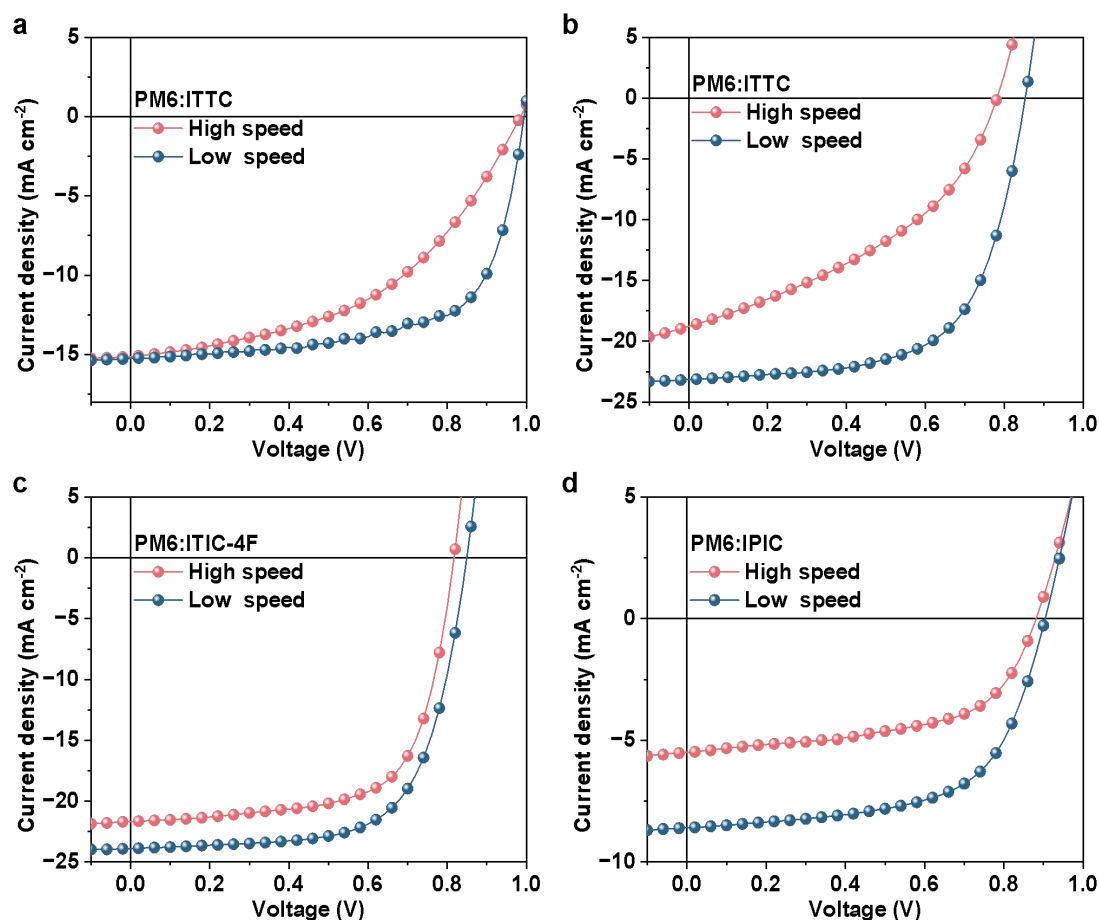 a
5
0
−5
−10
−15
Current density (mA cm⁻²)
PM6:ITTC
High speed
Low speed
0.0 0.2 0.4 0.6 0.8 1.0
Voltage (V)
b
5
0
−5
−10
−15
−20
−25
Current density (mA cm⁻²)
PM6:ITTC
High speed
Low speed
0.0 0.2 0.4 0.6 0.8 1.0
Voltage (V)
c
5
0
−5
−10
−15
−20
−25
Current density (mA cm⁻²)
PM6:ITIC-4F
High speed
Low speed
0.0 0.2 0.4 0.6 0.8 1.0
Voltage (V)
d
5
0
−5
−10
Current density (mA cm⁻²)
PM6:IPIC
High speed
Low speed
0.0 0.2 0.4 0.6 0.8 1.0
Voltage (V)